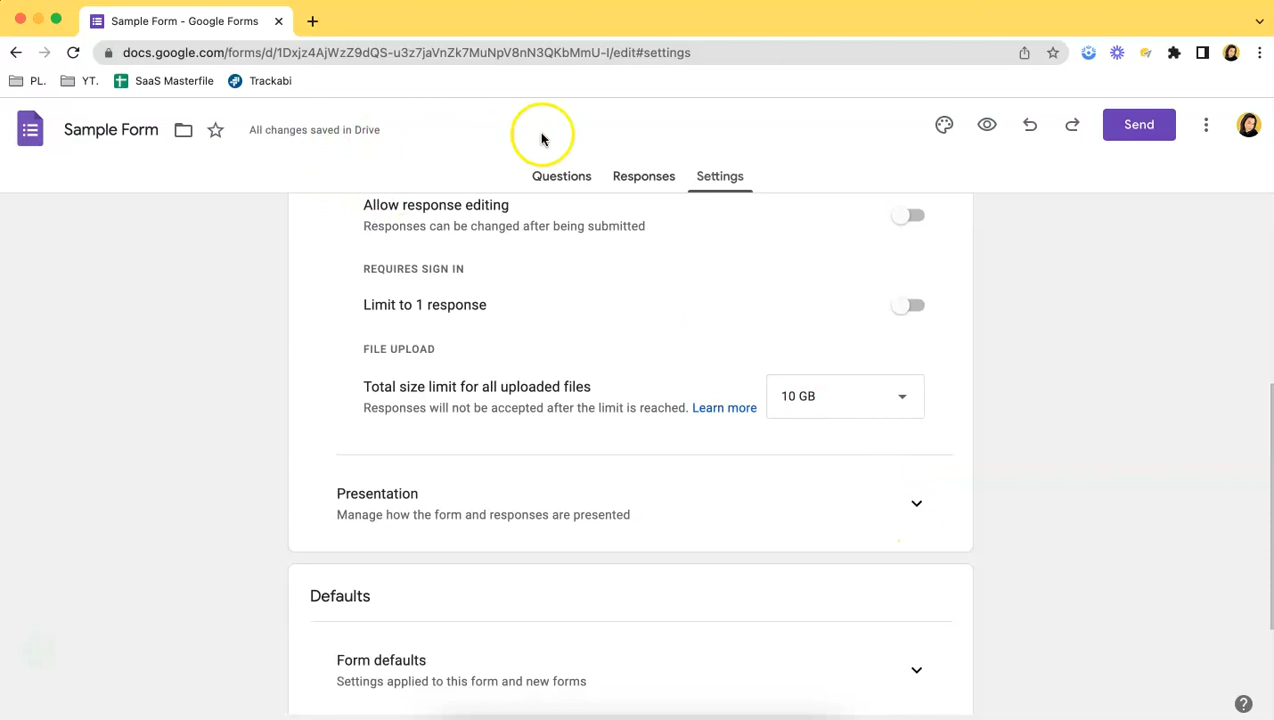 Sample Form - Google Forms
docs.google.com/forms/d/1Dxjz4AjWzZ9dQS-u3z7jaVnZk7MuNpV8nN3QKbMmU-I/edit#settings
PL. YT. SaaS Masterfile Trackabi
Sample Form All changes saved in Drive Send
Questions Responses Settings
Allow response editing
Responses can be changed after being submitted
REQUIRES SIGN IN
Limit to 1 response
FILE UPLOAD
Total size limit for all uploaded files
Responses will not be accepted after the limit is reached. Learn more
10 GB
Presentation
Manage how the form and responses are presented
Defaults
Form defaults
Settings applied to this form and new forms